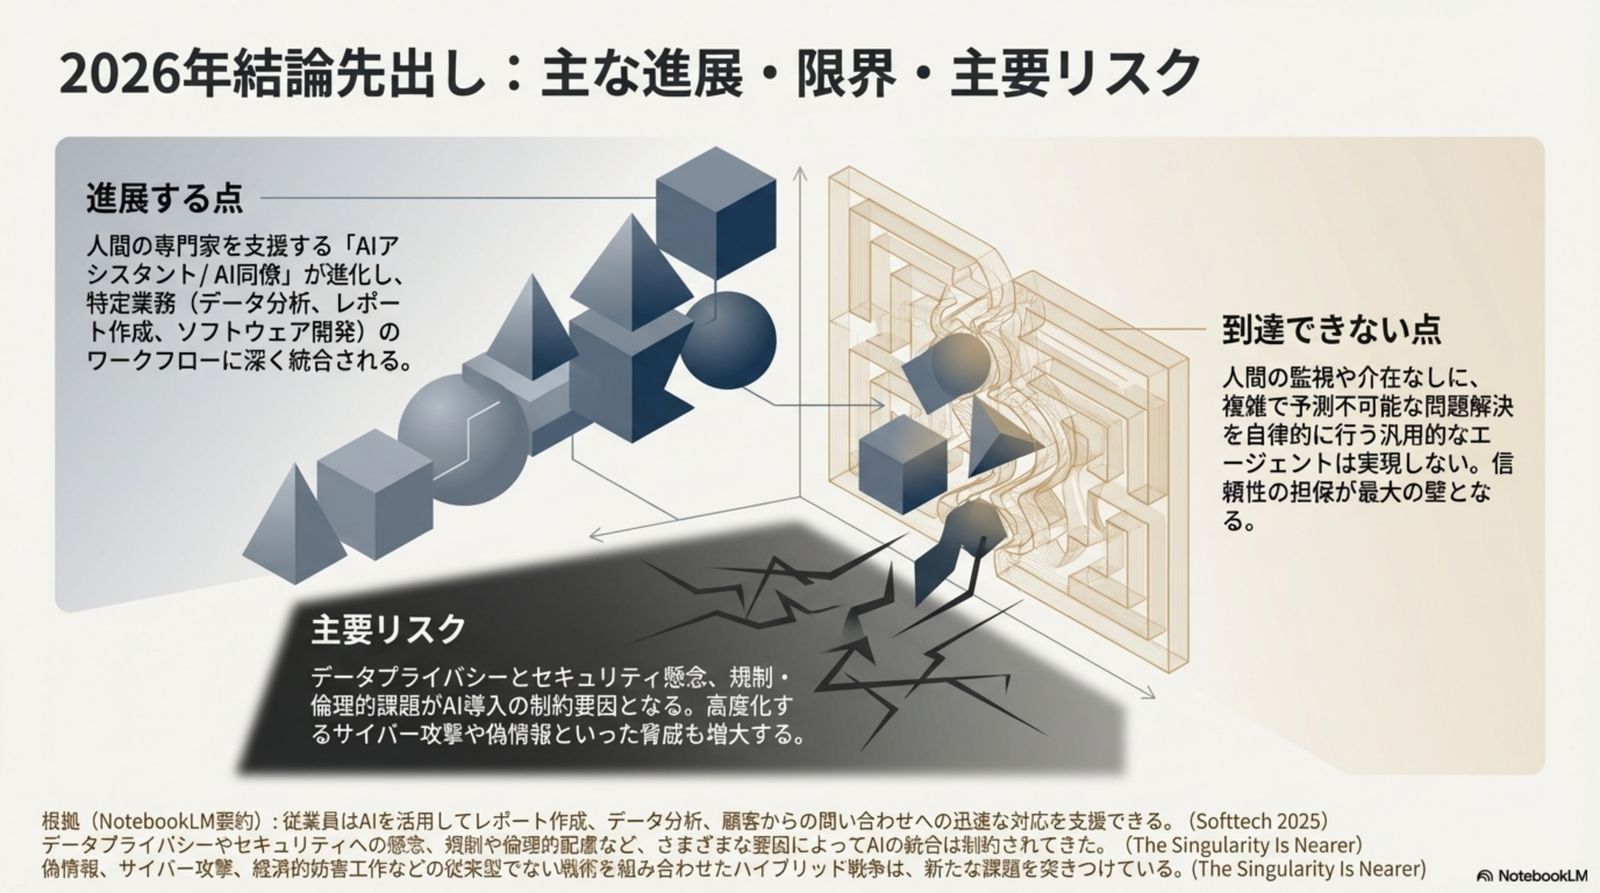 2026年結論先出し：主な進展・限界・主要リスク
進展する点
人間の専門家を支援する「AIア
シスタント/ AI同僚」が進化し、
特定業務（データ分析、レポー
ト作成、ソフトウェア開発）の
ワークフローに深く統合される。
到達できない点
人間の監視や介在なしに、
複雑で予測不可能な問題解決
を自律的に行う汎用的なエ
ージェントは実現しない。信
頼性の担保が最大の壁とな
る。
主要リスク
データプライバシーとセキュリティ懸念、規制・
倫理的課題がAI導入の制約要因となる。高度化す
るサイバー攻撃や偽情報といった脅威も増大する。
根拠（NotebookLM要約）: 従業員はAIを活用してレポート作成、データ分析、顧客からの問い合わせへの迅速な対応を支援できる。 (Softtech 2025)
データプライバシーやセキュリティへの懸念、規制や倫理的配慮など、さまざまな要因によってAIの統合は制約されてきた。 (The Singularity Is Nearer)
偽情報、サイバー攻撃、経済的妨害工作などの従来型でない戦術を組み合わせたハイブリッド戦争は、新たな課題を突きつけている。(The Singularity Is Nearer)
NotebookLM